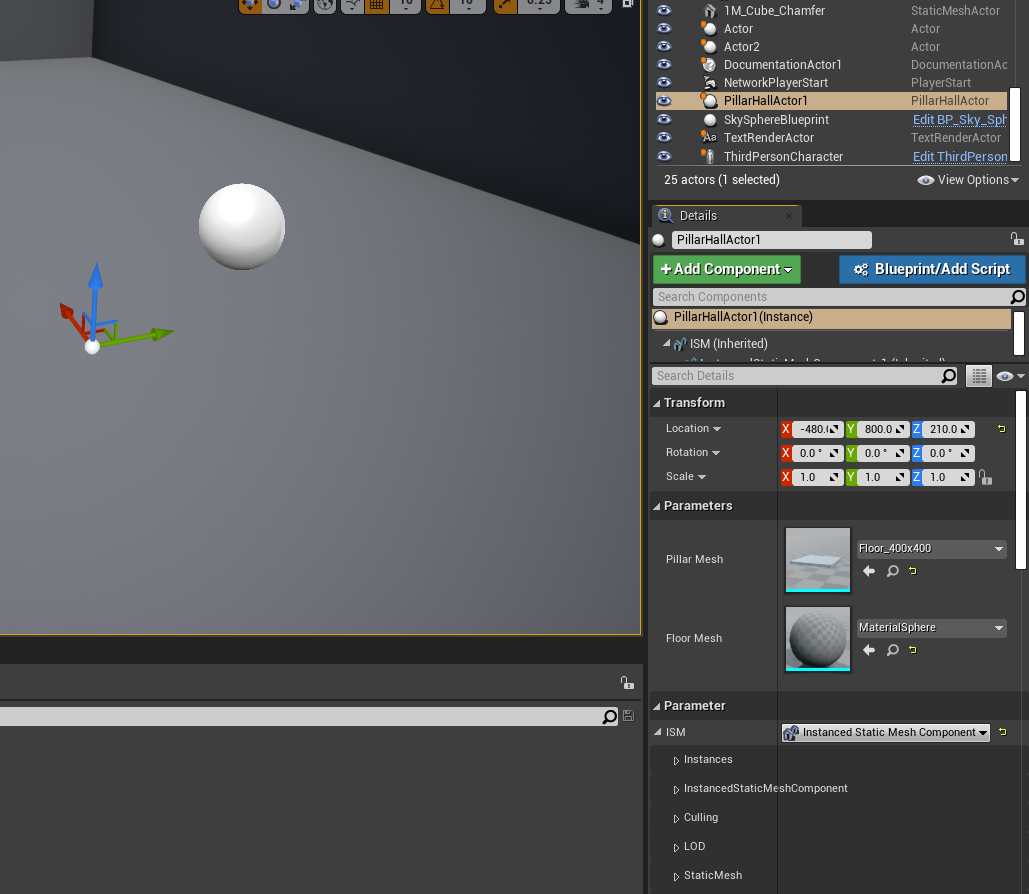 10
10
0.25
4
1M_Cube_Chamfer StaticMeshActor
Actor Actor
Actor2 Actor
DocumentationActor1 DocumentationAc
NetworkPlayerStart PlayerStart
PillarHallActor1 PillarHallActor
SkySphereBlueprint Edit BP_Sky_Sph
Aa TextRenderActor TextRenderActor
ThirdPersonCharacter Edit ThirdPerson
25 actors (1 selected) View Options
Details
PillarHallActor1
+Add Component Blueprint/Add Script
Search Components
PillarHallActor1(Instance)
ISM (Inherited)
Search Details
Transform
Location X -480.( Y 800.0 Z 210.0
Rotation X 0.0 ° Y 0.0 ° Z 0.0 °
Scale X 1.0 Y 1.0 Z 1.0
Parameters
Pillar Mesh Floor_400x400
Floor Mesh MaterialSphere
Parameter
ISM Instanced Static Mesh Component
Instances
InstancedStaticMeshComponent
Culling
LOD
StaticMesh